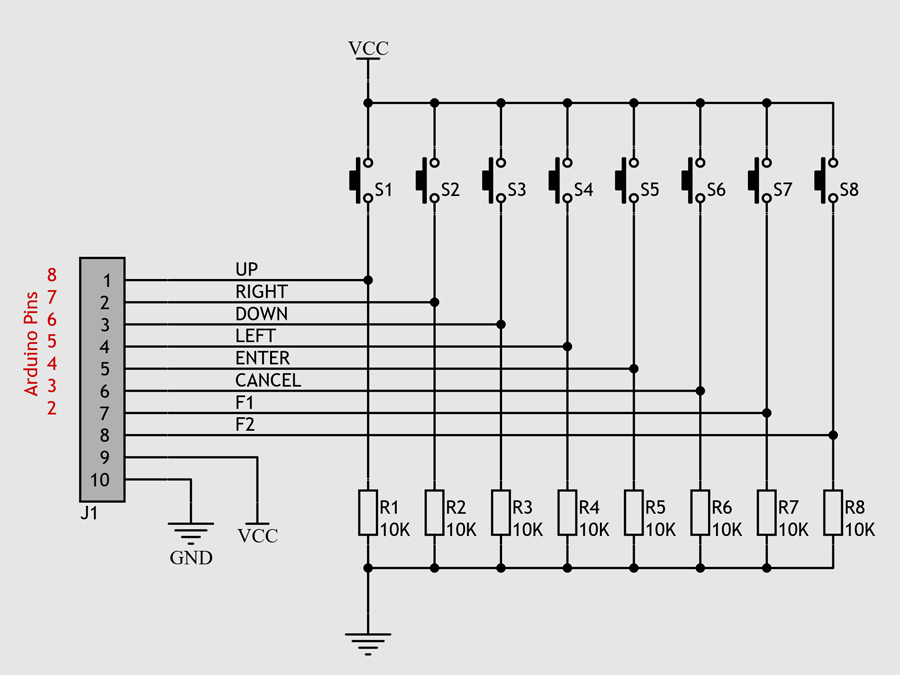 VCC
S1 S2 S3 S4 S5 S6 S7 S8
Arduino Pins
8 1 UP
7 2 RIGHT
6 3 DOWN
5 4 LEFT
4 5 ENTER
3 6 CANCEL
2 7 F1
8 F2
9
10
J1
GND
VCC
R1 R2 R3 R4 R5 R6 R7 R8
10K 10K 10K 10K 10K 10K 10K 10K